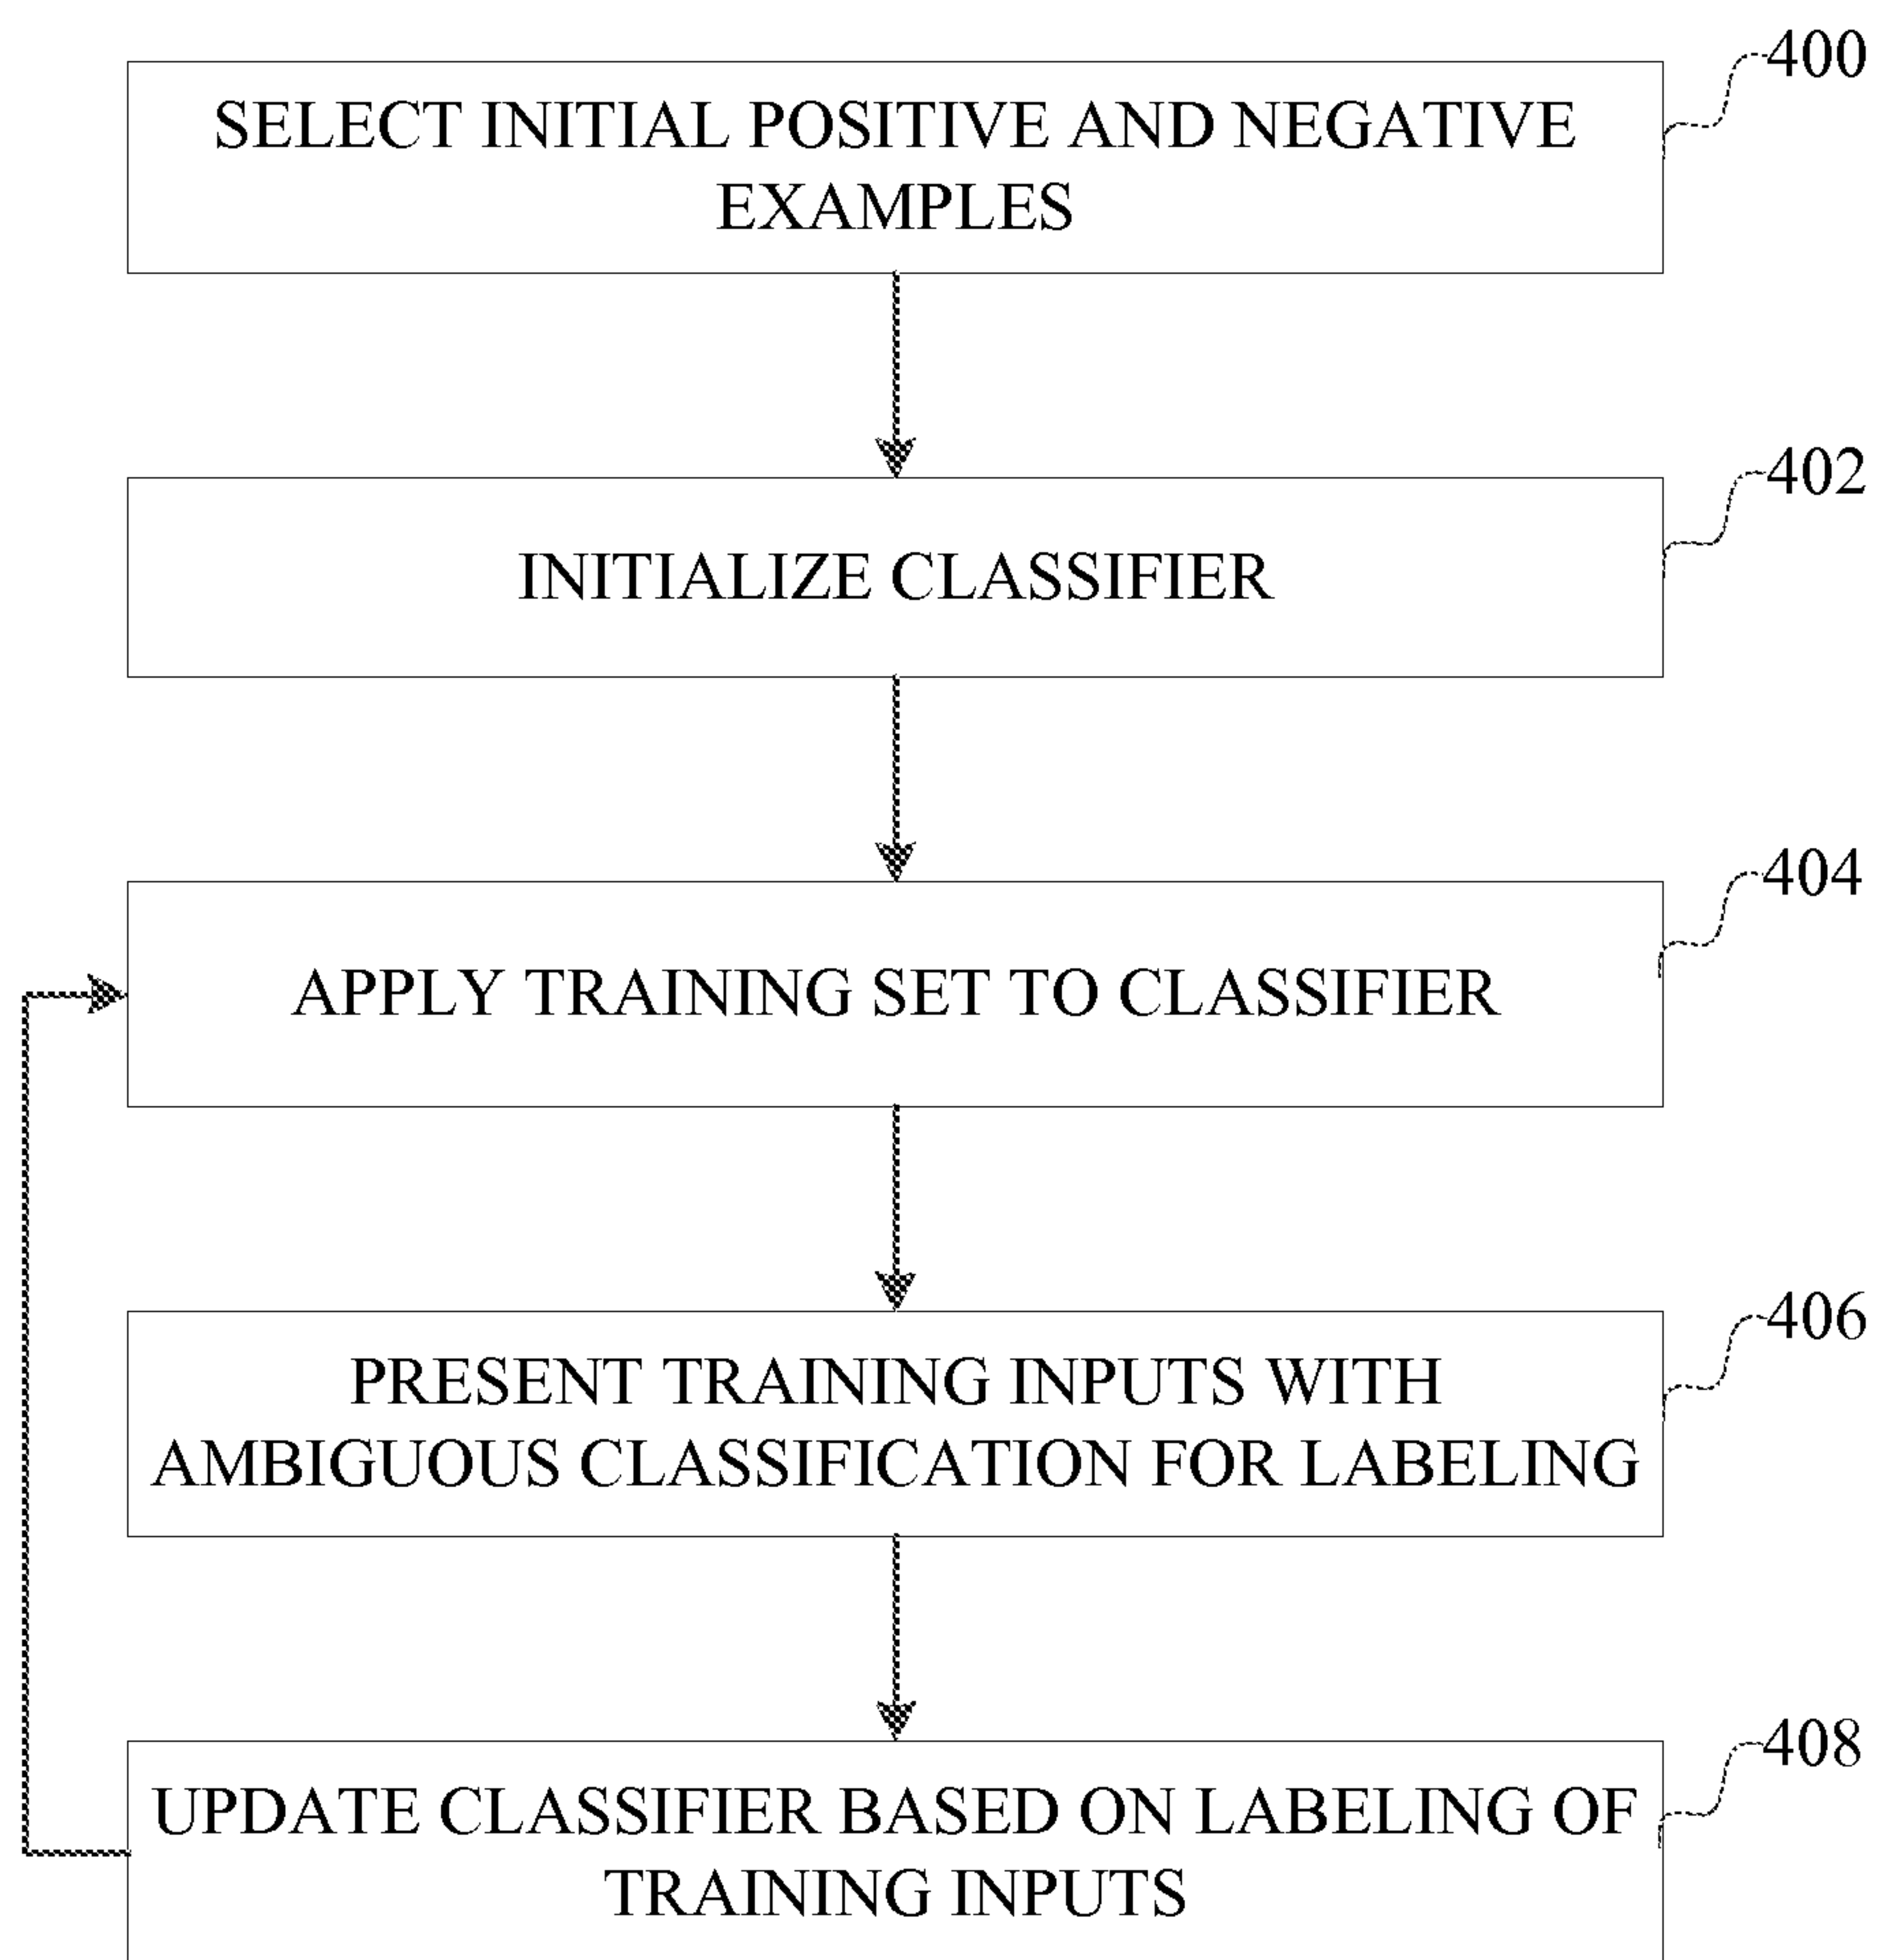 400
SELECT INITIAL POSITIVE AND NEGATIVE
EXAMPLES
402
INITIALIZE CLASSIFIER
404
APPLY TRAINING SET TO CLASSIFIER
406
PRESENT TRAINING INPUTS WITH
AMBIGUOUS CLASSIFICATION FOR LABELING
408
UPDATE CLASSIFIER BASED ON LABELING OF
TRAINING INPUTS